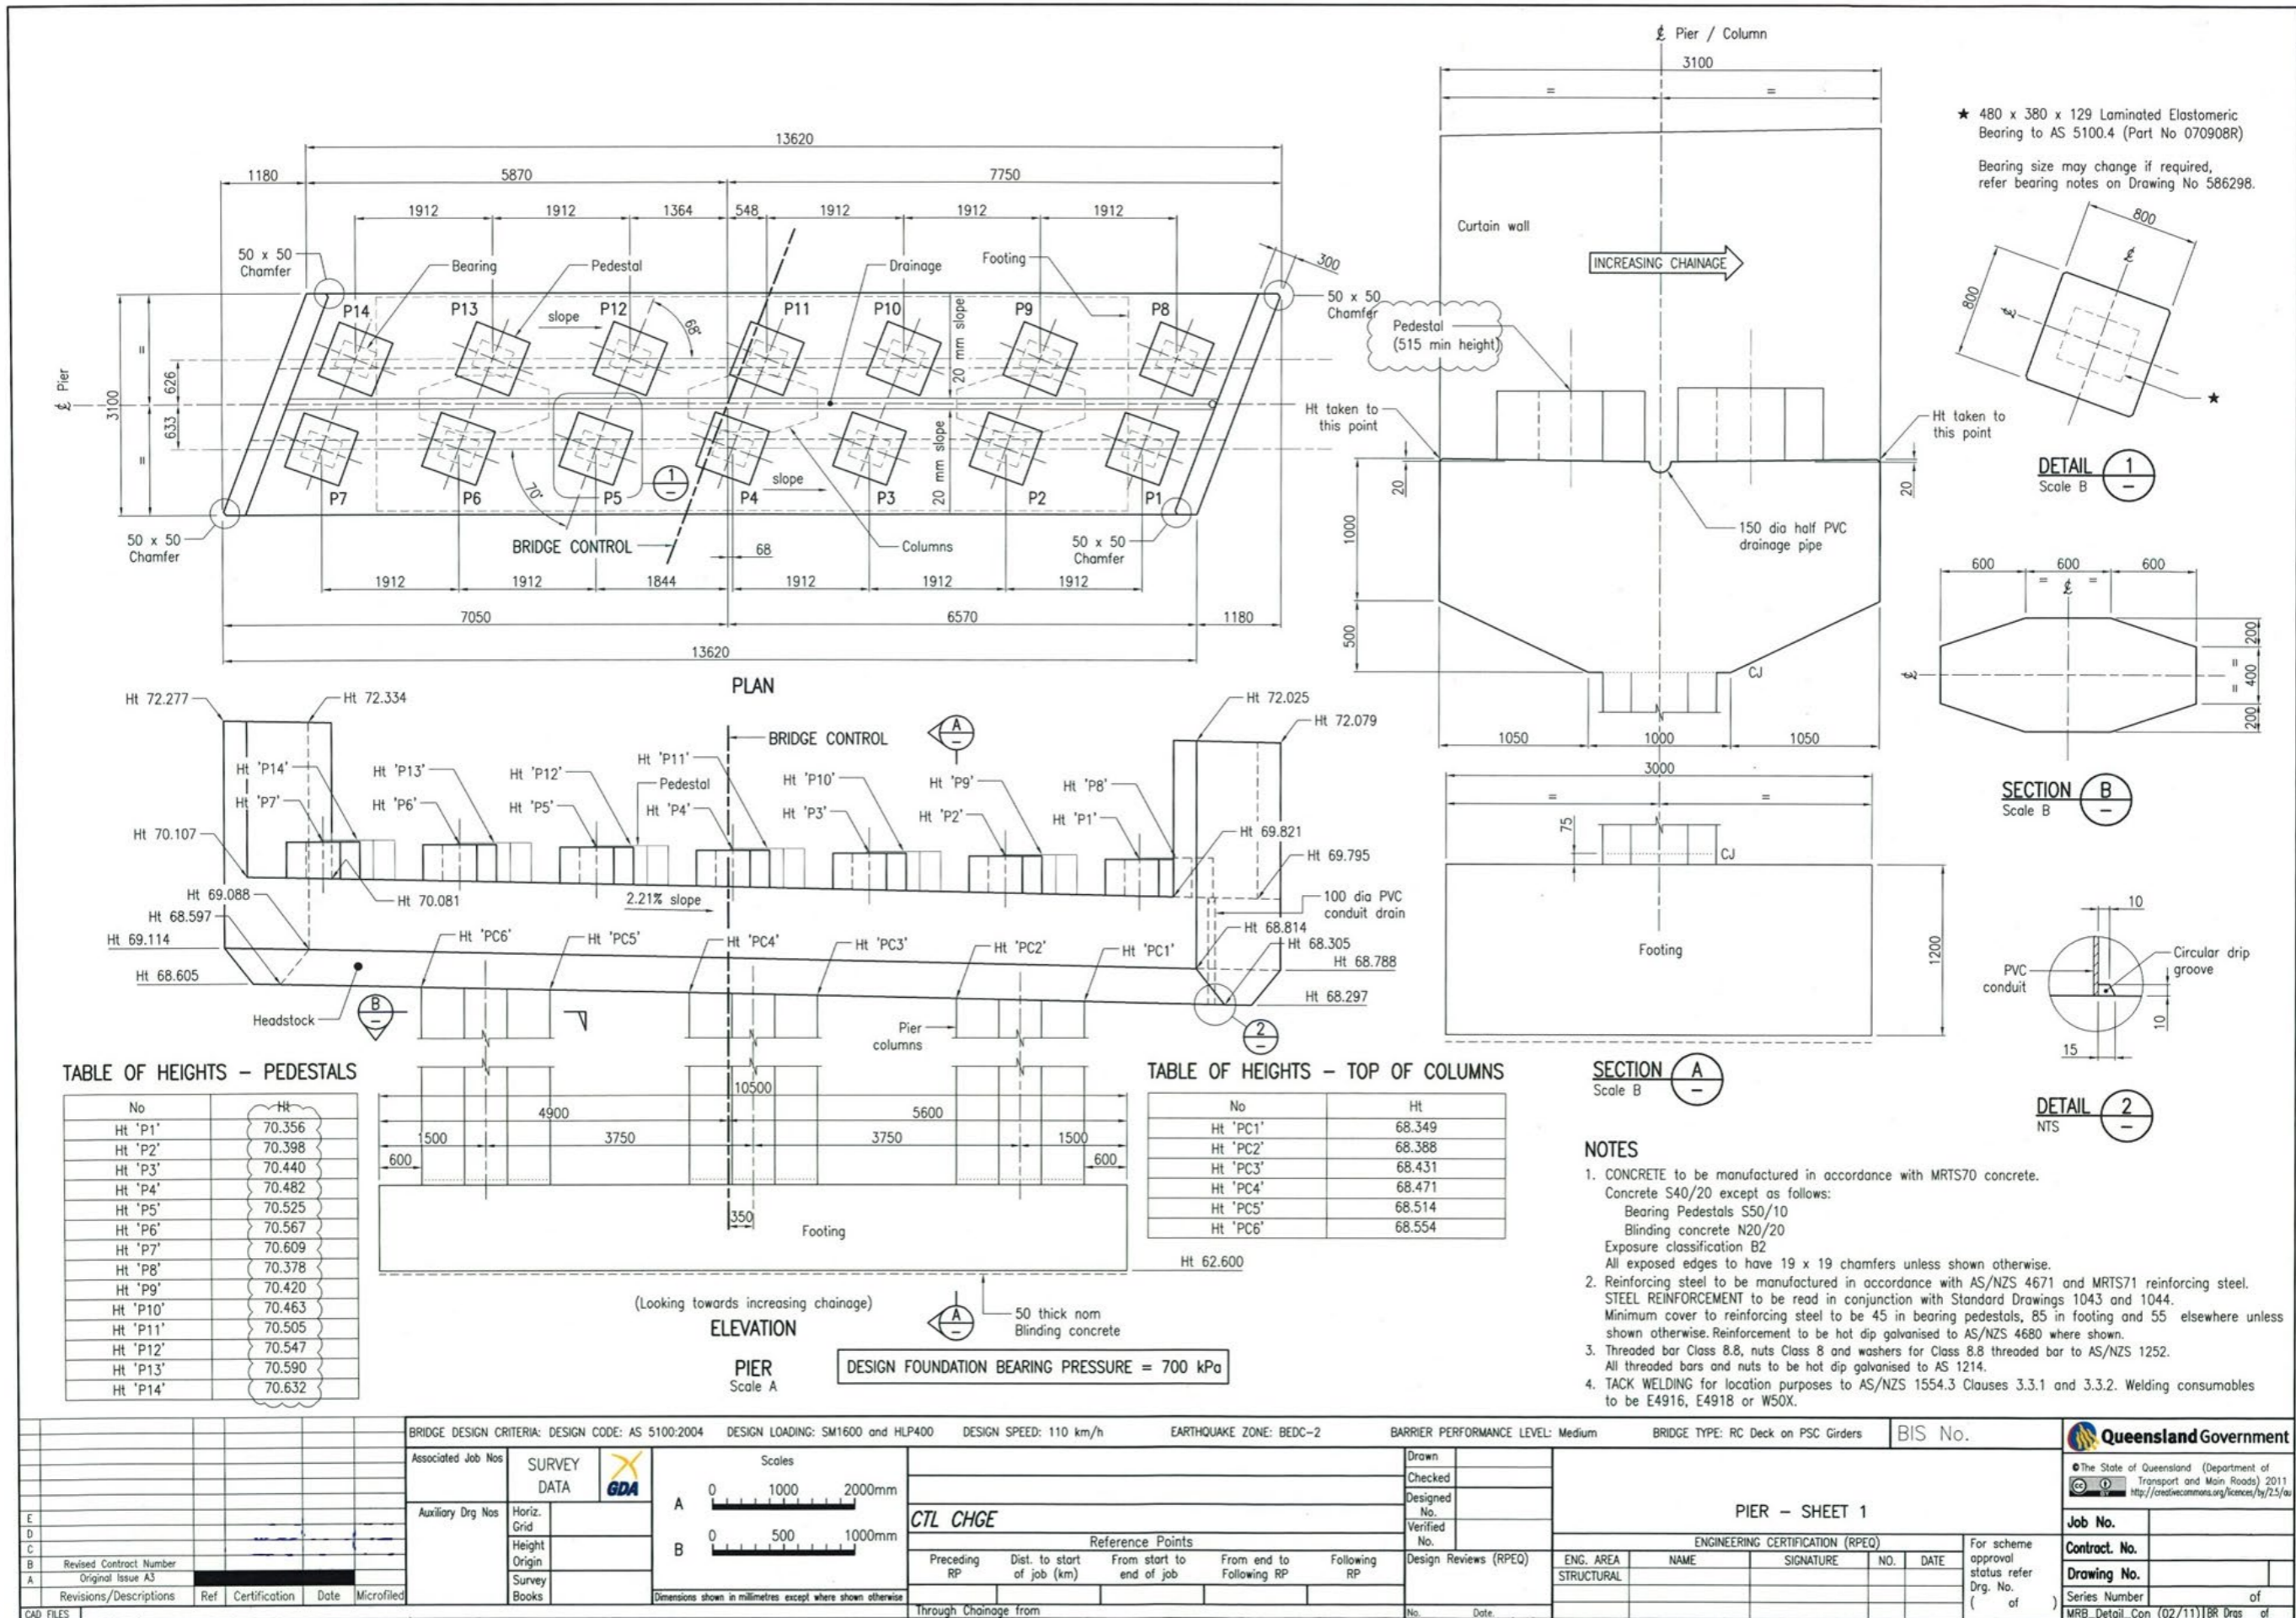 13620
1180
5870
7750
1912
1912
1364
548
1912
1912
1912
50 x 50
Chamfer
Bearing
Pedestal
Drainage
Footing
300
50 x 50
Chamfer
P14
P13
P12
P11
P10
P9
P8
slope
68°
20 mm slope
℄ Pier
3100
=
=
626
633
20 mm slope
P7
P6
P5
P4
P3
P2
P1
1
–
70°
slope
50 x 50
Chamfer
BRIDGE CONTROL
68
Columns
50 x 50
Chamfer
1912
1912
1844
1912
1912
1912
7050
6570
1180
13620
PLAN
Ht 72.277
Ht 72.334
BRIDGE CONTROL
A
–
Ht 72.025
Ht 72.079
Ht 'P14'
Ht 'P13'
Ht 'P12'
Ht 'P11'
Pedestal
Ht 'P10'
Ht 'P9'
Ht 'P8'
Ht 'P7'
Ht 'P6'
Ht 'P5'
Ht 'P4'
Ht 'P3'
Ht 'P2'
Ht 'P1'
Ht 70.107
Ht 69.821
Ht 69.795
Ht 69.088
Ht 70.081
2.21% slope
100 dia PVC
conduit drain
Ht 68.597
Ht 69.114
Ht 68.605
Ht 'PC6'
Ht 'PC5'
Ht 'PC4'
Ht 'PC3'
Ht 'PC2'
Ht 'PC1'
Ht 68.814
Ht 68.305
Ht 68.788
Ht 68.297
Headstock
B
–
Pier
columns
2
–
10500
4900
5600
1500
3750
3750
1500
600
600
350
Footing
Ht 62.600
50 thick nom
Blinding concrete
(Looking towards increasing chainage)
ELEVATION
A
–
PIER
Scale A
DESIGN FOUNDATION BEARING PRESSURE = 700 kPa
TABLE OF HEIGHTS – PEDESTALS
No Ht
Ht 'P1' 70.356
Ht 'P2' 70.398
Ht 'P3' 70.440
Ht 'P4' 70.482
Ht 'P5' 70.525
Ht 'P6' 70.567
Ht 'P7' 70.609
Ht 'P8' 70.378
Ht 'P9' 70.420
Ht 'P10' 70.463
Ht 'P11' 70.505
Ht 'P12' 70.547
Ht 'P13' 70.590
Ht 'P14' 70.632
TABLE OF HEIGHTS – TOP OF COLUMNS
No Ht
Ht 'PC1' 68.349
Ht 'PC2' 68.388
Ht 'PC3' 68.431
Ht 'PC4' 68.471
Ht 'PC5' 68.514
Ht 'PC6' 68.554
℄ Pier / Column
3100
=
=
Curtain wall
INCREASING CHAINAGE
Pedestal
(515 min height)
Ht taken to
this point
Ht taken to
this point
20
20
1000
500
150 dia half PVC
drainage pipe
CJ
1050
1000
1050
3000
=
=
75
CJ
Footing
1200
SECTION A
Scale B –
★ 480 x 380 x 129 Laminated Elastomeric
Bearing to AS 5100.4 (Part No 070908R)
Bearing size may change if required,
refer bearing notes on Drawing No 586298.
800
800
℄
℄
★
DETAIL 1
Scale B –
600
600
600
= ℄ =
℄
200
= 400 =
200
SECTION B
Scale B –
10
Circular drip
groove
PVC
conduit
10
15
DETAIL 2
NTS –
NOTES
1. CONCRETE to be manufactured in accordance with MRTS70 concrete.
Concrete S40/20 except as follows:
Bearing Pedestals S50/10
Blinding concrete N20/20
Exposure classification B2
All exposed edges to have 19 x 19 chamfers unless shown otherwise.
2. Reinforcing steel to be manufactured in accordance with AS/NZS 4671 and MRTS71 reinforcing steel.
STEEL REINFORCEMENT to be read in conjunction with Standard Drawings 1043 and 1044.
Minimum cover to reinforcing steel to be 45 in bearing pedestals, 85 in footing and 55 elsewhere unless
shown otherwise. Reinforcement to be hot dip galvanised to AS/NZS 4680 where shown.
3. Threaded bar Class 8.8, nuts Class 8 and washers for Class 8.8 threaded bar to AS/NZS 1252.
All threaded bars and nuts to be hot dip galvanised to AS 1214.
4. TACK WELDING for location purposes to AS/NZS 1554.3 Clauses 3.3.1 and 3.3.2. Welding consumables
to be E4916, E4918 or W50X.
BRIDGE DESIGN CRITERIA: DESIGN CODE: AS 5100:2004 DESIGN LOADING: SM1600 and HLP400 DESIGN SPEED: 110 km/h EARTHQUAKE ZONE: BEDC-2 BARRIER PERFORMANCE LEVEL: Medium BRIDGE TYPE: RC Deck on PSC Girders BIS No.
E
D
C
B Revised Contract Number
A Original Issue A3
Revisions/Descriptions Ref Certification Date Microfilmed
CAD FILES
Associated Job Nos
Auxiliary Drg Nos
SURVEY
DATA
GDA
Horiz.
Grid
Height
Origin
Survey
Books
Scales
A 0 1000 2000mm
B 0 500 1000mm
Dimensions shown in millimetres except where shown otherwise
CTL CHGE
Reference Points
Preceding
RP
Dist. to start
of job (km)
From start to
end of job
From end to
Following RP
Following
RP
Through Chainage from
Drawn
Checked
Designed
No.
Verified
No.
Design Reviews (RPEQ)
No. Date.
PIER – SHEET 1
ENGINEERING CERTIFICATION (RPEQ)
ENG. AREA NAME SIGNATURE NO. DATE
STRUCTURAL
For scheme
approval
status refer
Drg. No.
( of )
Queensland Government
© The State of Queensland (Department of
Transport and Main Roads) 2011
cc BY http://creativecommons.org/licences/by/2.5/au
Job No.
Contract. No.
Drawing No.
Series Number of
MRB_Detail_Con (02/11) BR Drgs of